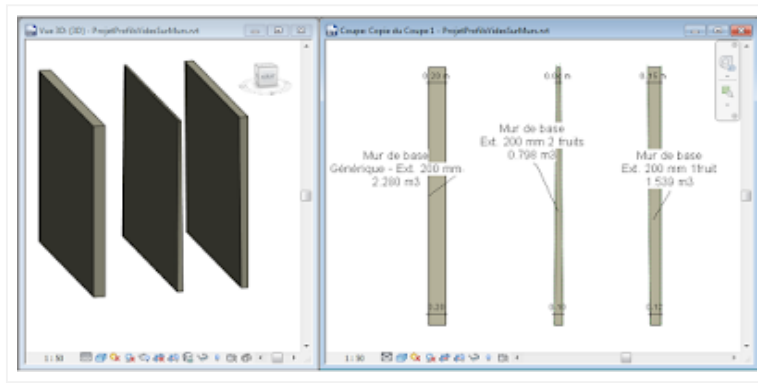 Vue 3D: {3D} - ProjetProfilsVidesSurMurs.rvt
Coupe: Copie du Coupe 1 - ProjetProfilsVidesSurMurs.rvt
0.20 m
0.04 m
0.15 m
Mur de base
Générique - Ext. 200 mm
2.280 m3
Mur de base
Ext. 200 mm 2 fruits
0.798 m3
Mur de base
Ext. 200 mm 1fruit
1.539 m3
0.20
0.10
0.12
1 : 50
1 : 50